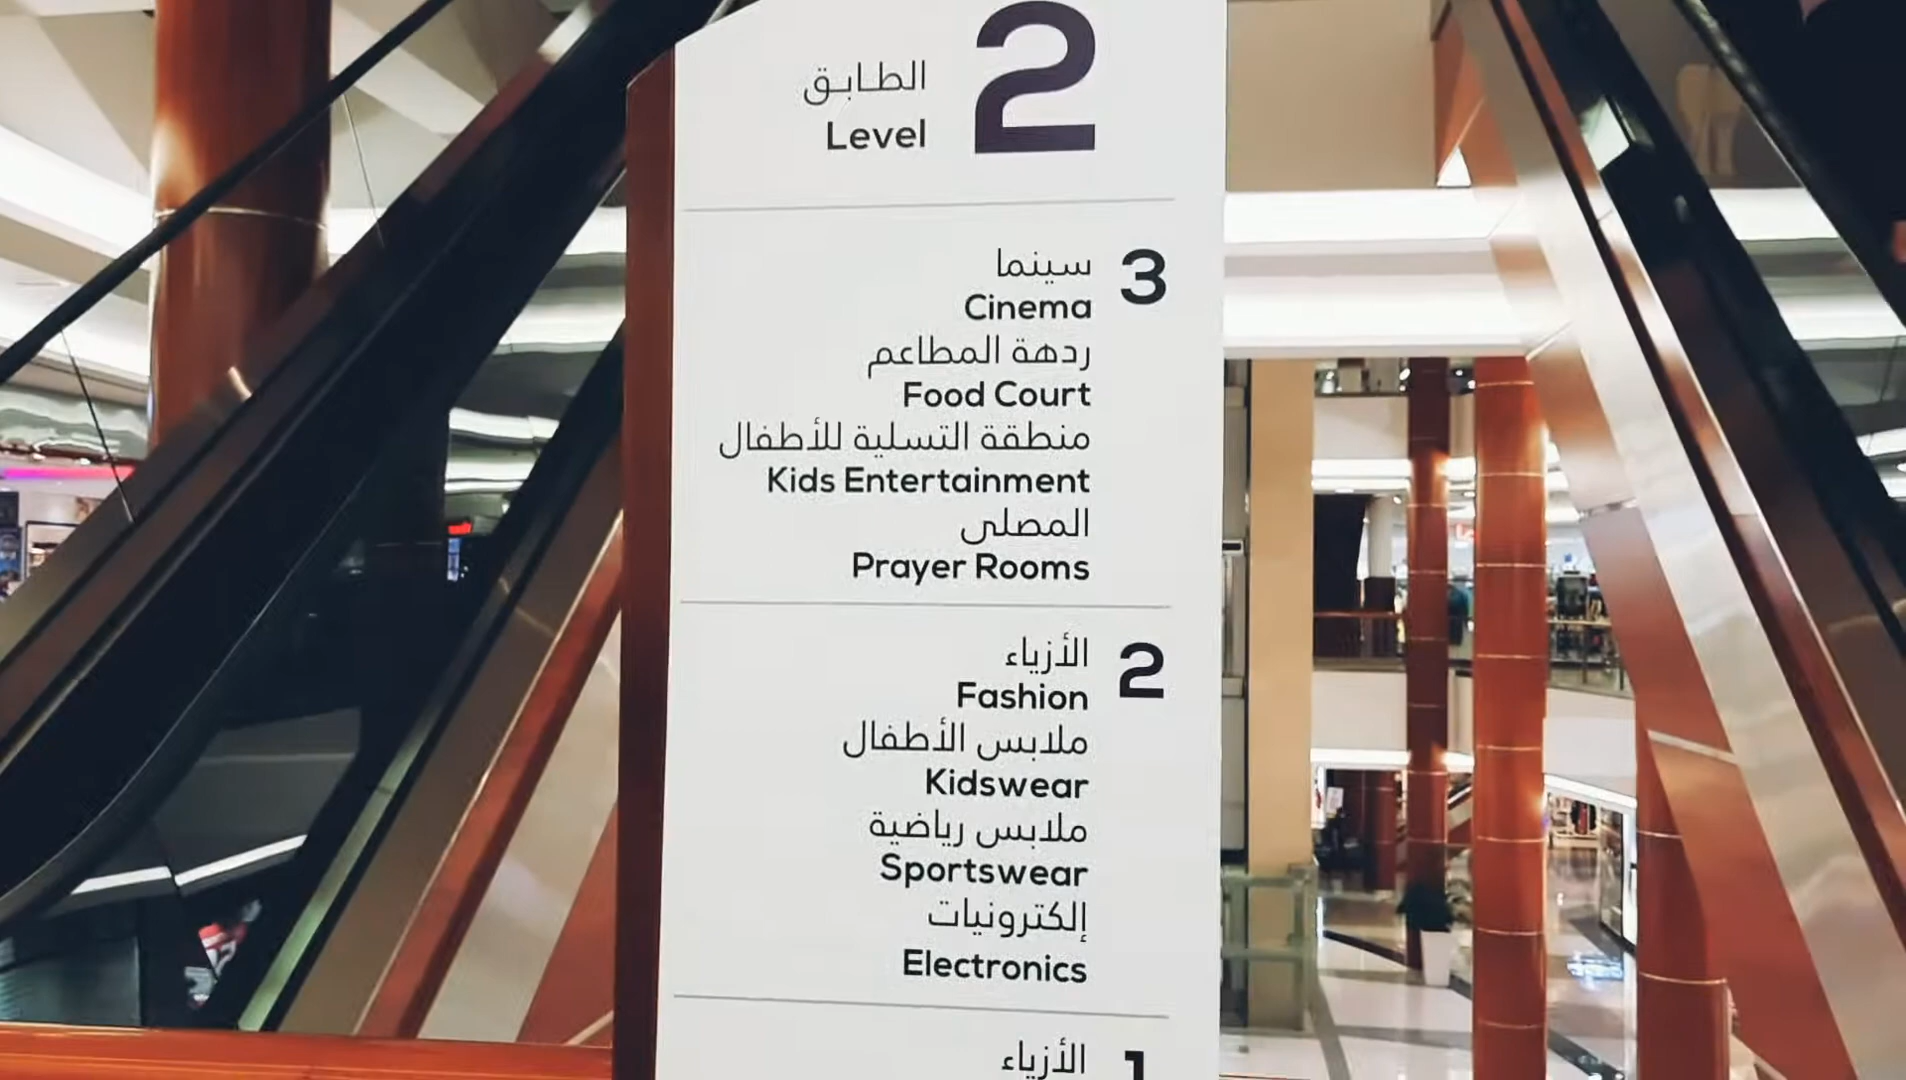 الطابق
Level
2
سينما
3
Cinema
ردهة المطاعم
Food Court
منطقة التسلية للأطفال
Kids Entertainment
المصلى
Prayer Rooms
الأزياء
2
Fashion
ملابس الأطفال
Kidswear
ملابس رياضية
Sportswear
إلكترونيات
Electronics
الأزياء
1